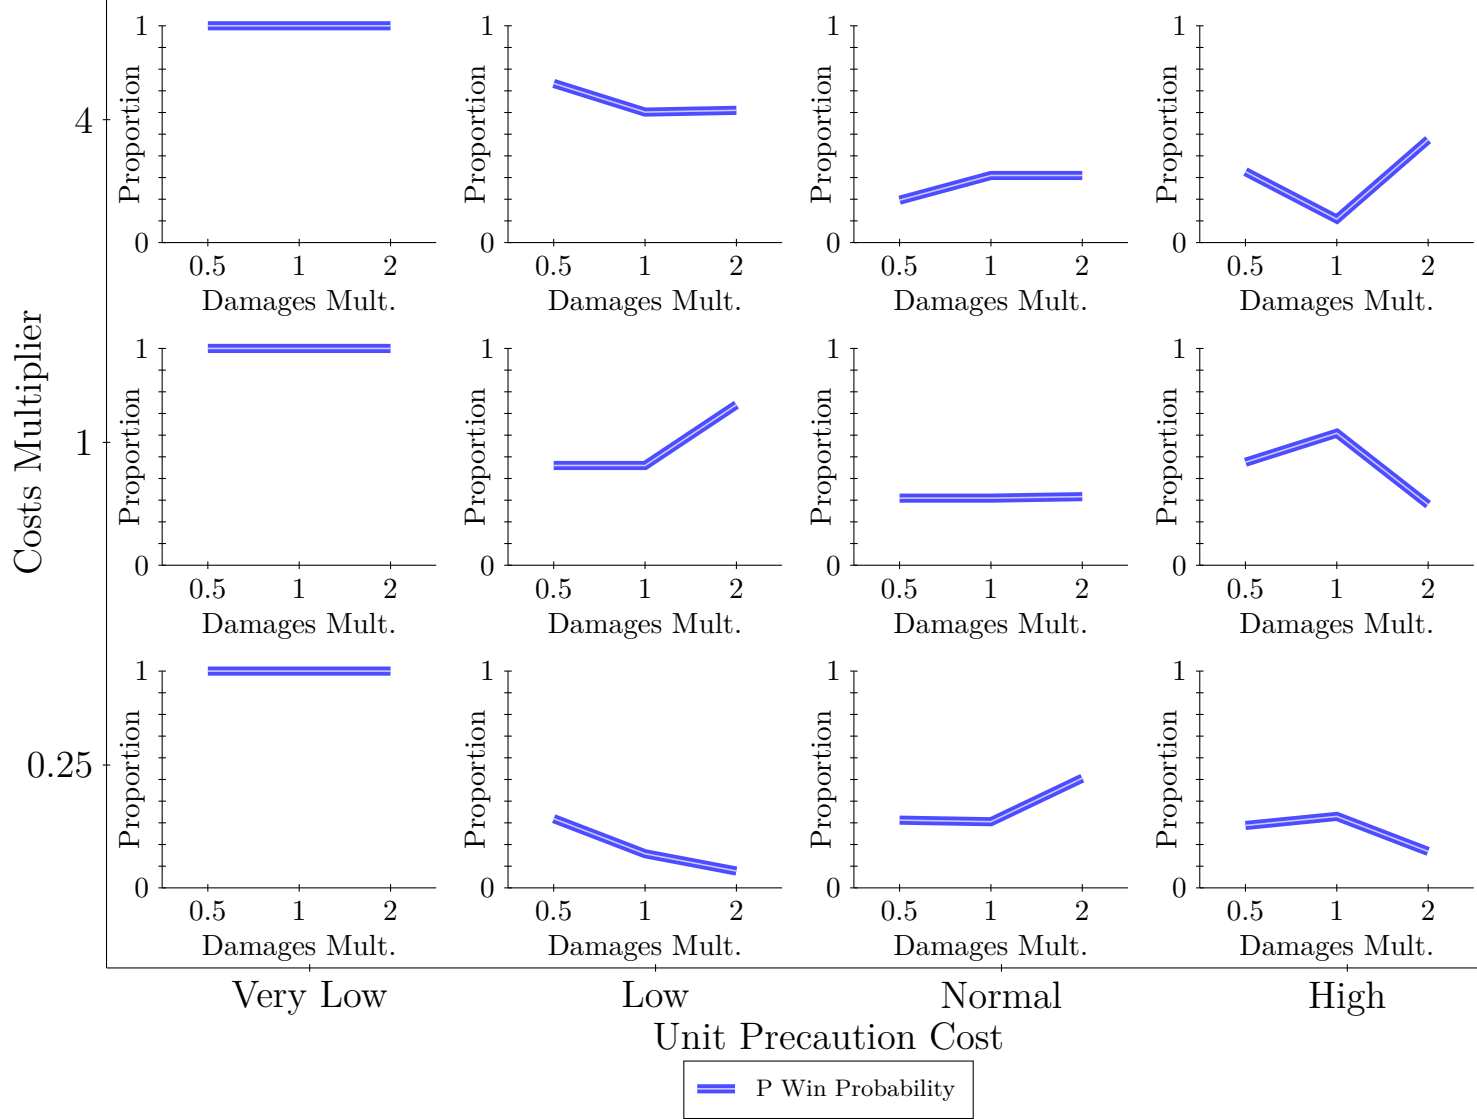 Costs Multiplier
4
1
Proportion
0
0.5 1 2
Damages Mult.
1
Proportion
0
0.5 1 2
Damages Mult.
1
Proportion
0
0.5 1 2
Damages Mult.
1
Proportion
0
0.5 1 2
Damages Mult.
1
1
Proportion
0
0.5 1 2
Damages Mult.
1
Proportion
0
0.5 1 2
Damages Mult.
1
Proportion
0
0.5 1 2
Damages Mult.
1
Proportion
0
0.5 1 2
Damages Mult.
0.25
1
Proportion
0
0.5 1 2
Damages Mult.
1
Proportion
0
0.5 1 2
Damages Mult.
1
Proportion
0
0.5 1 2
Damages Mult.
1
Proportion
0
0.5 1 2
Damages Mult.
Very Low Low Normal High
Unit Precaution Cost
P Win Probability